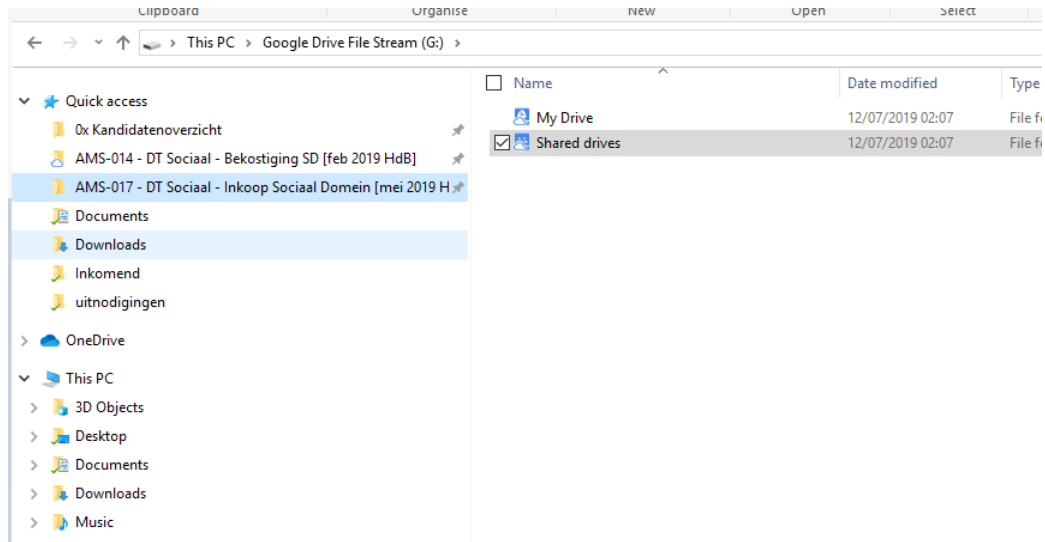 Clipboard Organise New Open Select
This PC > Google Drive File Stream (G:) >
Name Date modified Type
Quick access
0x Kandidatenoverzicht
My Drive 12/07/2019 02:07 File f
AMS-014 - DT Sociaal - Bekostiging SD [feb 2019 HdB]
Shared drives 12/07/2019 02:07 File f
AMS-017 - DT Sociaal - Inkoop Sociaal Domein [mei 2019 H
Documents
Downloads
Inkomend
uitnodigingen
OneDrive
This PC
3D Objects
Desktop
Documents
Downloads
Music